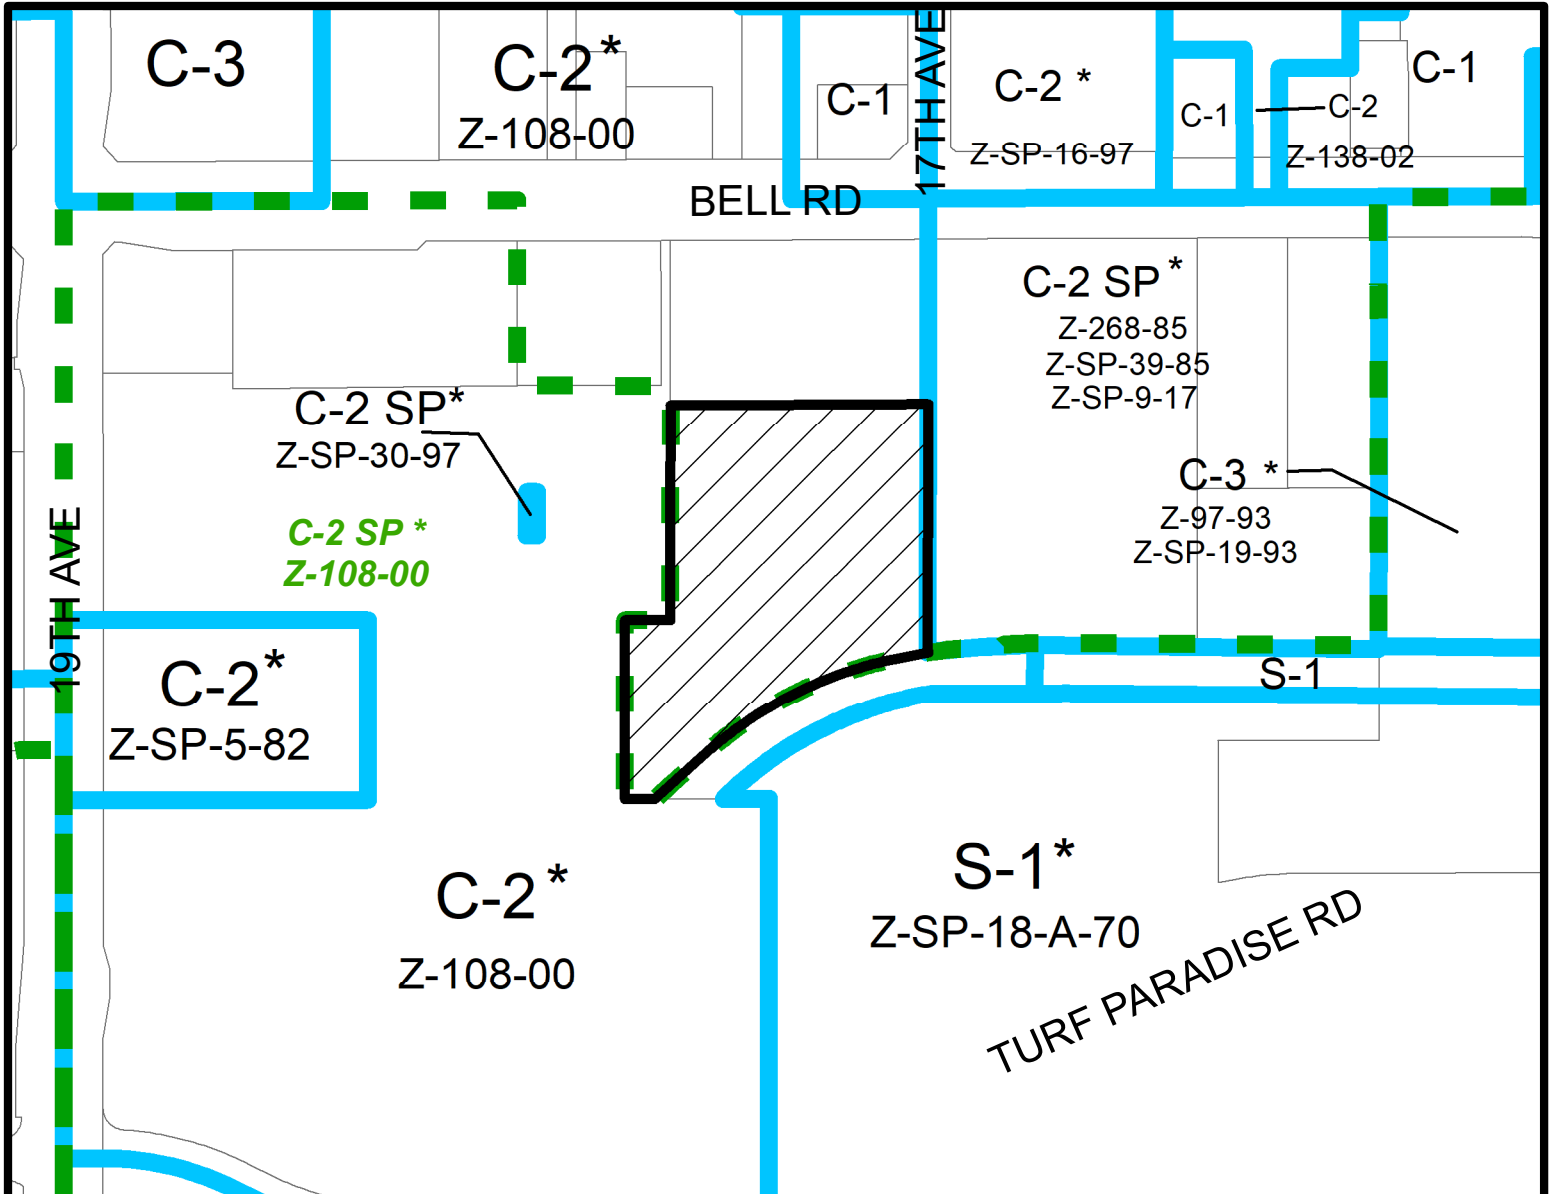 C-3
C-2 *
Z-108-00
C-1
17TH AVE
C-2 *
Z-SP-16-97
C-1
C-2
Z-138-02
C-1
BELL RD
C-2 SP *
Z-268-85
Z-SP-39-85
Z-SP-9-17
C-2 SP*
Z-SP-30-97
C-3 *
Z-97-93
Z-SP-19-93
C-2 SP *
Z-108-00
19TH AVE
C-2 *
Z-SP-5-82
S-1
C-2 *
Z-108-00
S-1*
Z-SP-18-A-70
TURF PARADISE RD